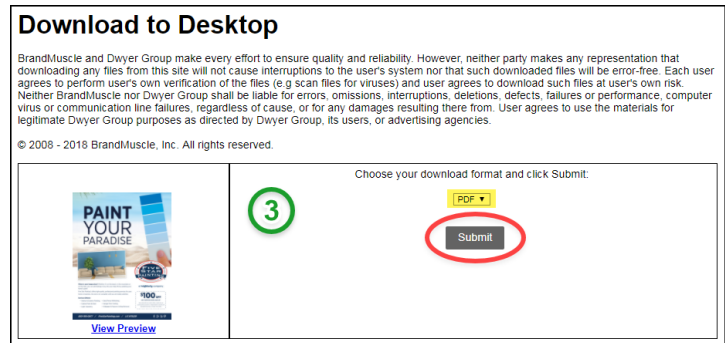 Download to Desktop
BrandMuscle and Dwyer Group make every effort to ensure quality and reliability. However, neither party makes any representation that
downloading any files from this site will not cause interruptions to the user's system nor that such downloaded files will be error-free. Each user
agrees to perform user's own verification of the files (e.g scan files for viruses) and user agrees to download such files at user's own risk.
Neither BrandMuscle nor Dwyer Group shall be liable for errors, omissions, interruptions, deletions, defects, failures or performance, computer
virus or communication line failures, regardless of cause, or for any damages resulting there from. User agrees to use the materials for
legitimate Dwyer Group purposes as directed by Dwyer Group, its users, or advertising agencies.
© 2008 - 2018 BrandMuscle, Inc. All rights reserved.
Choose your download format and click Submit:
3
PDF ▼
Submit
PAINT
YOUR
PARADISE
FIVE STAR
PAINTING
$100
View Preview